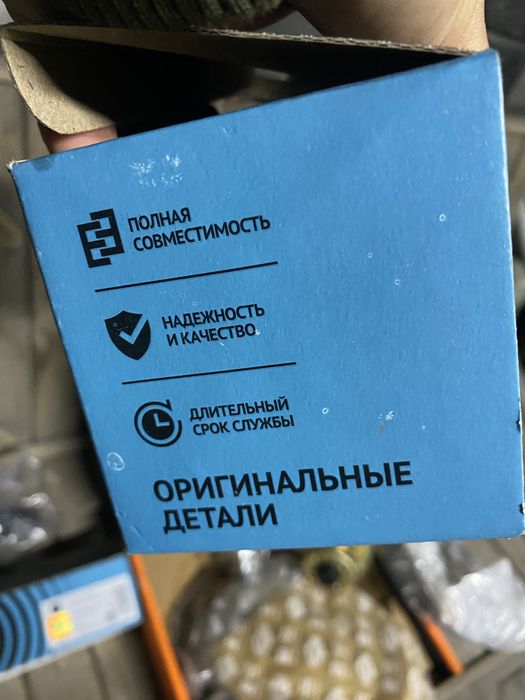 ПОЛНАЯ
СОВМЕСТИМОСТЬ
НАДЕЖНОСТЬ
И КАЧЕСТВО
ДЛИТЕЛЬНЫЙ
СРОК СЛУЖБЫ
ОРИГИНАЛЬНЫЕ
ДЕТАЛИ